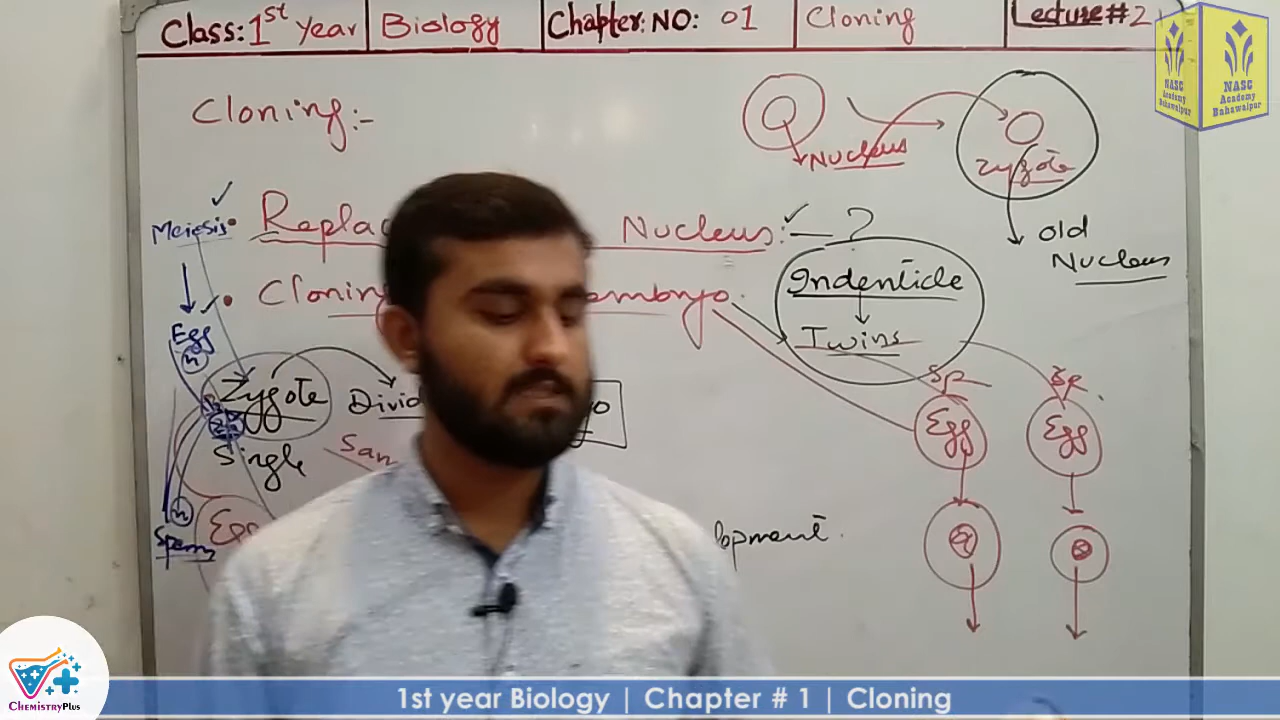 Class: 1st Year Biology Chapter: NO: 01 Cloning Lecture # 2
NASC Academy Bahawalpur
NASC Academy Bahawalpur
Cloning:-
Nucleus
Zygote
old
Nucleus
Meiosis
Replac Nucleus: ?
Cloning embryo.
Indenticle
Twins
Egg
n
Zygote Divid
2n
Single
San
Sp Sp
Egg Egg
n
Sperm
Egg
lopment.
ChemistryPlus
1st year Biology | Chapter # 1 | Cloning